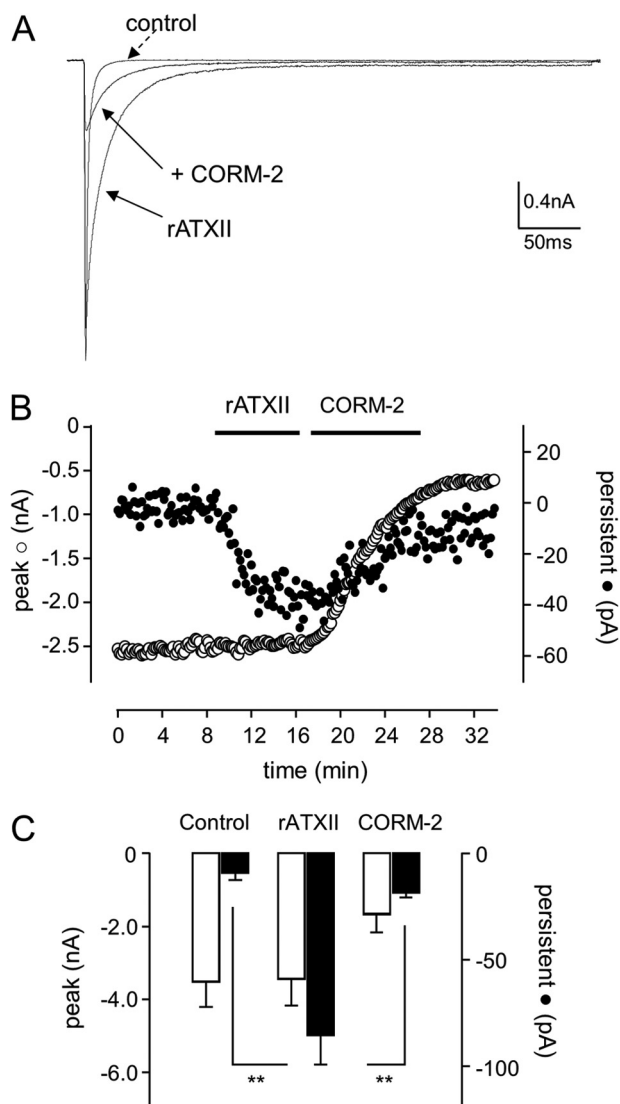 A
control
+ CORM-2
rATXII
0.4nA
50ms
B
rATXII CORM-2
0
-0.5
-1.0
-1.5
-2.0
-2.5
peak ○ (nA)
20
0
-20
-40
-60
persistent ● (pA)
0 4 8 12 16 20 24 28 32
time (min)
C
Control rATXII CORM-2
0
-2.0
-4.0
-6.0
peak (nA)
0
-50
-100
persistent ● (pA)
** **